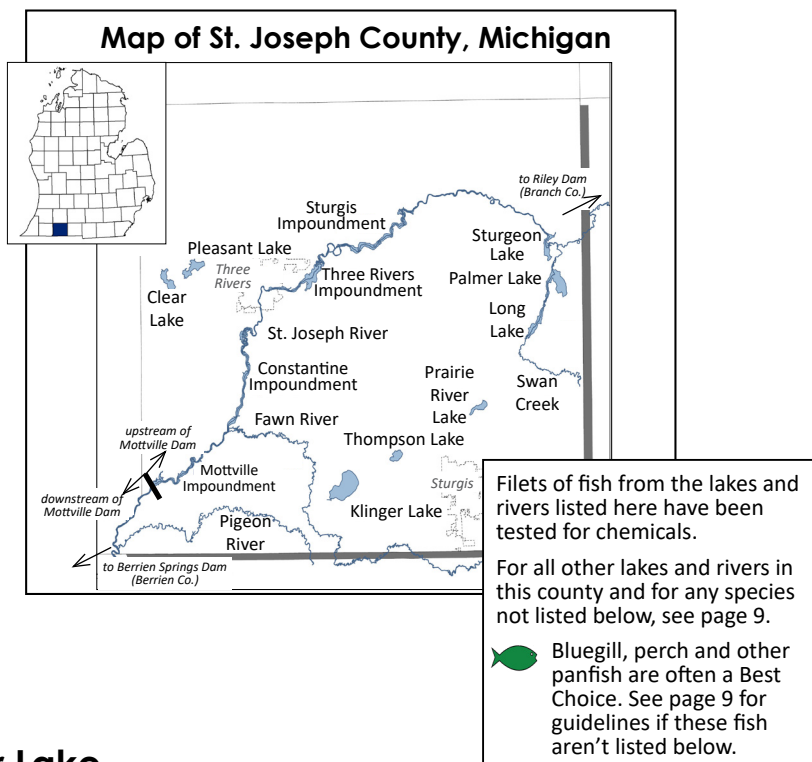 Map of St. Joseph County, Michigan
to Riley Dam
(Branch Co.)
Sturgis
Impoundment
Sturgeon
Lake
Pleasant Lake
Three
Rivers
Three Rivers
Impoundment
Palmer Lake
Clear
Lake
Long
Lake
St. Joseph River
Constantine
Impoundment
Prairie
River
Lake
Swan
Creek
Fawn River
upstream of
Mottville Dam
Thompson Lake
Mottville
Impoundment
Sturgis
downstream of
Mottville Dam
Klinger Lake
Pigeon
River
to Berrien Springs Dam
(Berrien Co.)
Filets of fish from the lakes and
rivers listed here have been
tested for chemicals.
For all other lakes and rivers in
this county and for any species
not listed below, see page 9.
Bluegill, perch and other
panfish are often a Best
Choice. See page 9 for
guidelines if these fish
aren't listed below.
Lake